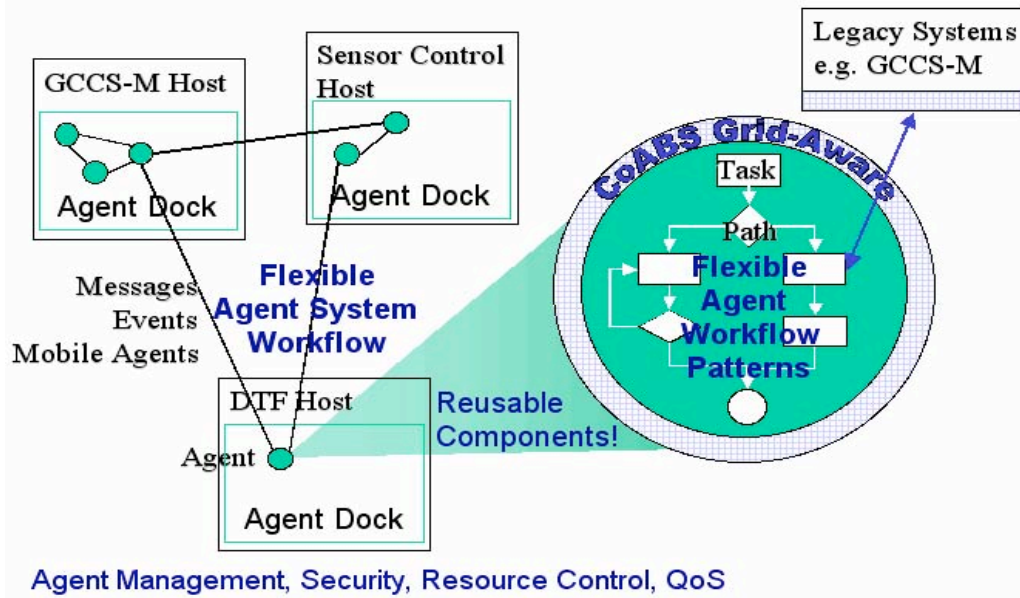 GCCS-M Host
Agent Dock
Sensor Control
Host
Agent Dock
Legacy Systems
e.g. GCCS-M
CoABS Grid-Aware
Task
Path
Flexible
Agent
Workflow
Patterns
Messages
Events
Mobile Agents
Flexible
Agent System
Workflow
DTF Host
Agent
Agent Dock
Reusable
Components!
Agent Management, Security, Resource Control, QoS